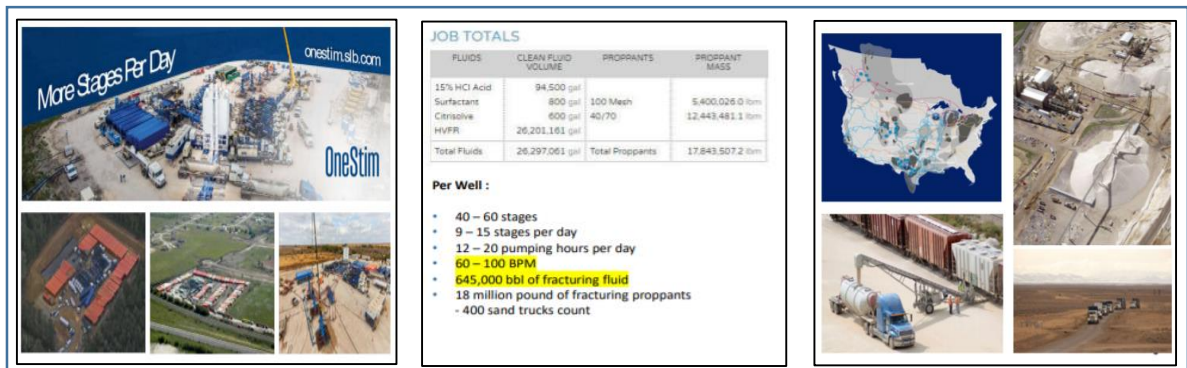 More Stages Per Day
onestim.slb.com
OneStim
JOB TOTALS
FLUIDS CLEAN FLUID VOLUME PROPPANTS PROPPANT MASS
15% HCl Acid 94,500 gal
Surfactant 800 gal 100 Mesh 5,400,026.0 lbm
Citrisolve 600 gal 40/70 12,443,481.1 lbm
HVFR 26,201,161 gal
Total Fluids 26,297,061 gal Total Proppants 17,843,507.2 lbm
Per Well :
• 40 – 60 stages
• 9 – 15 stages per day
• 12 – 20 pumping hours per day
• 60 – 100 BPM
• 645,000 bbl of fracturing fluid
• 18 million pound of fracturing proppants
- 400 sand trucks count